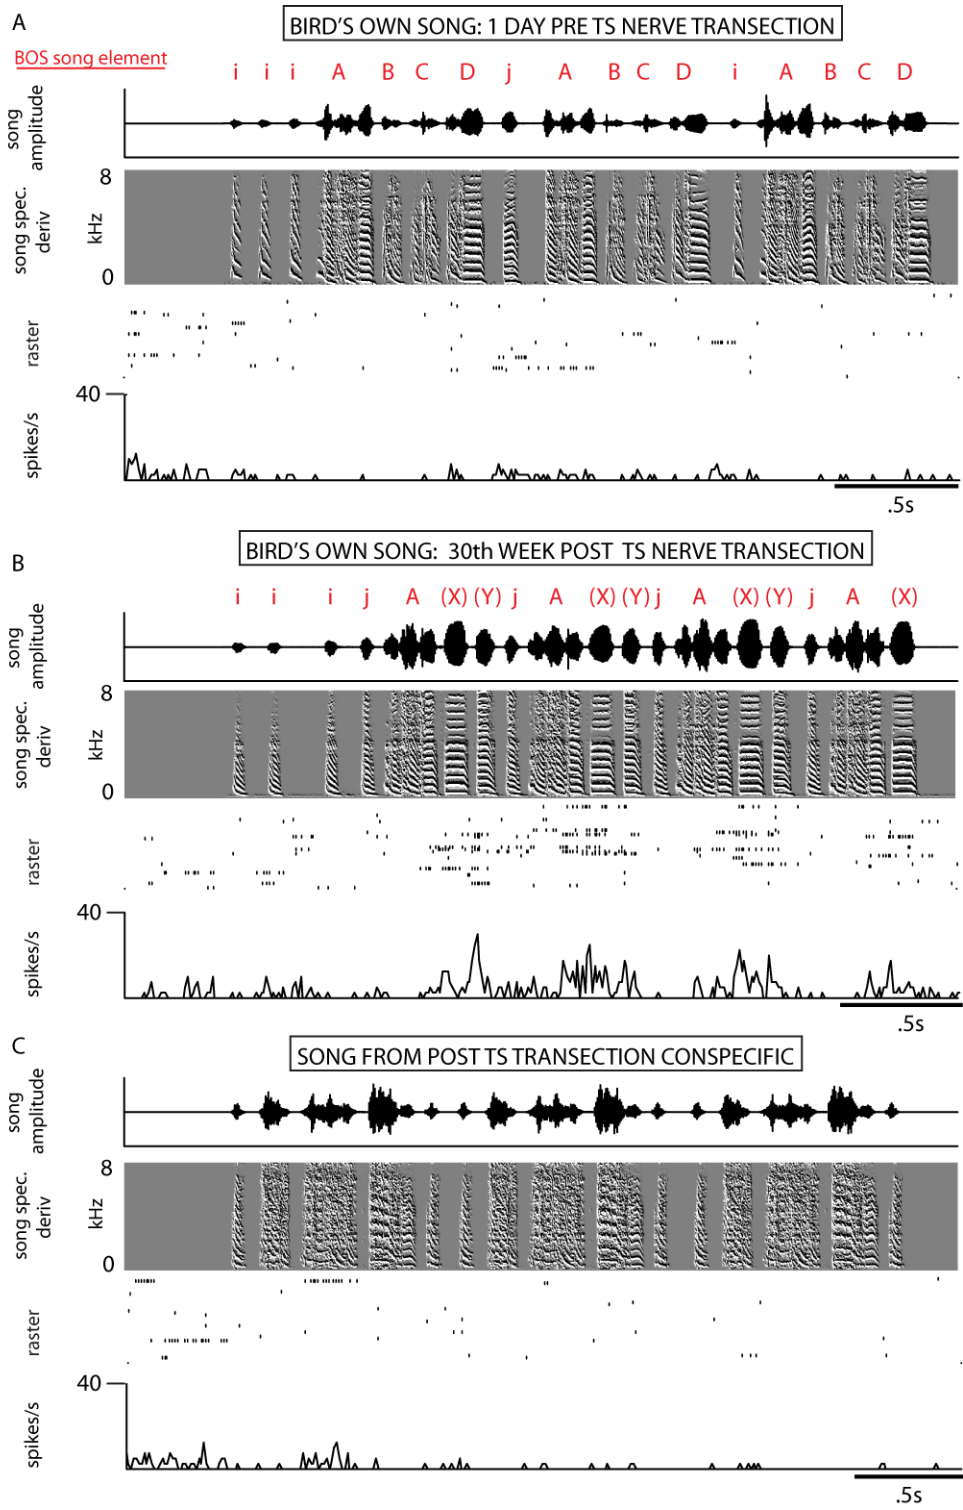 A
BIRD'S OWN SONG: 1 DAY PRE TS NERVE TRANSECTION
BOS song element
i i i A B C D j A B C D i A B C D
song amplitude
song spec. deriv
kHz
8
0
raster
spikes/s
40
.5s
B
BIRD'S OWN SONG: 30th WEEK POST TS NERVE TRANSECTION
i i i j A (X) (Y) j A (X) (Y) j A (X) (Y) j A (X)
song amplitude
song spec. deriv
kHz
8
0
raster
spikes/s
40
.5s
C
SONG FROM POST TS TRANSECTION CONSPECIFIC
song amplitude
song spec. deriv
kHz
8
0
raster
spikes/s
40
.5s